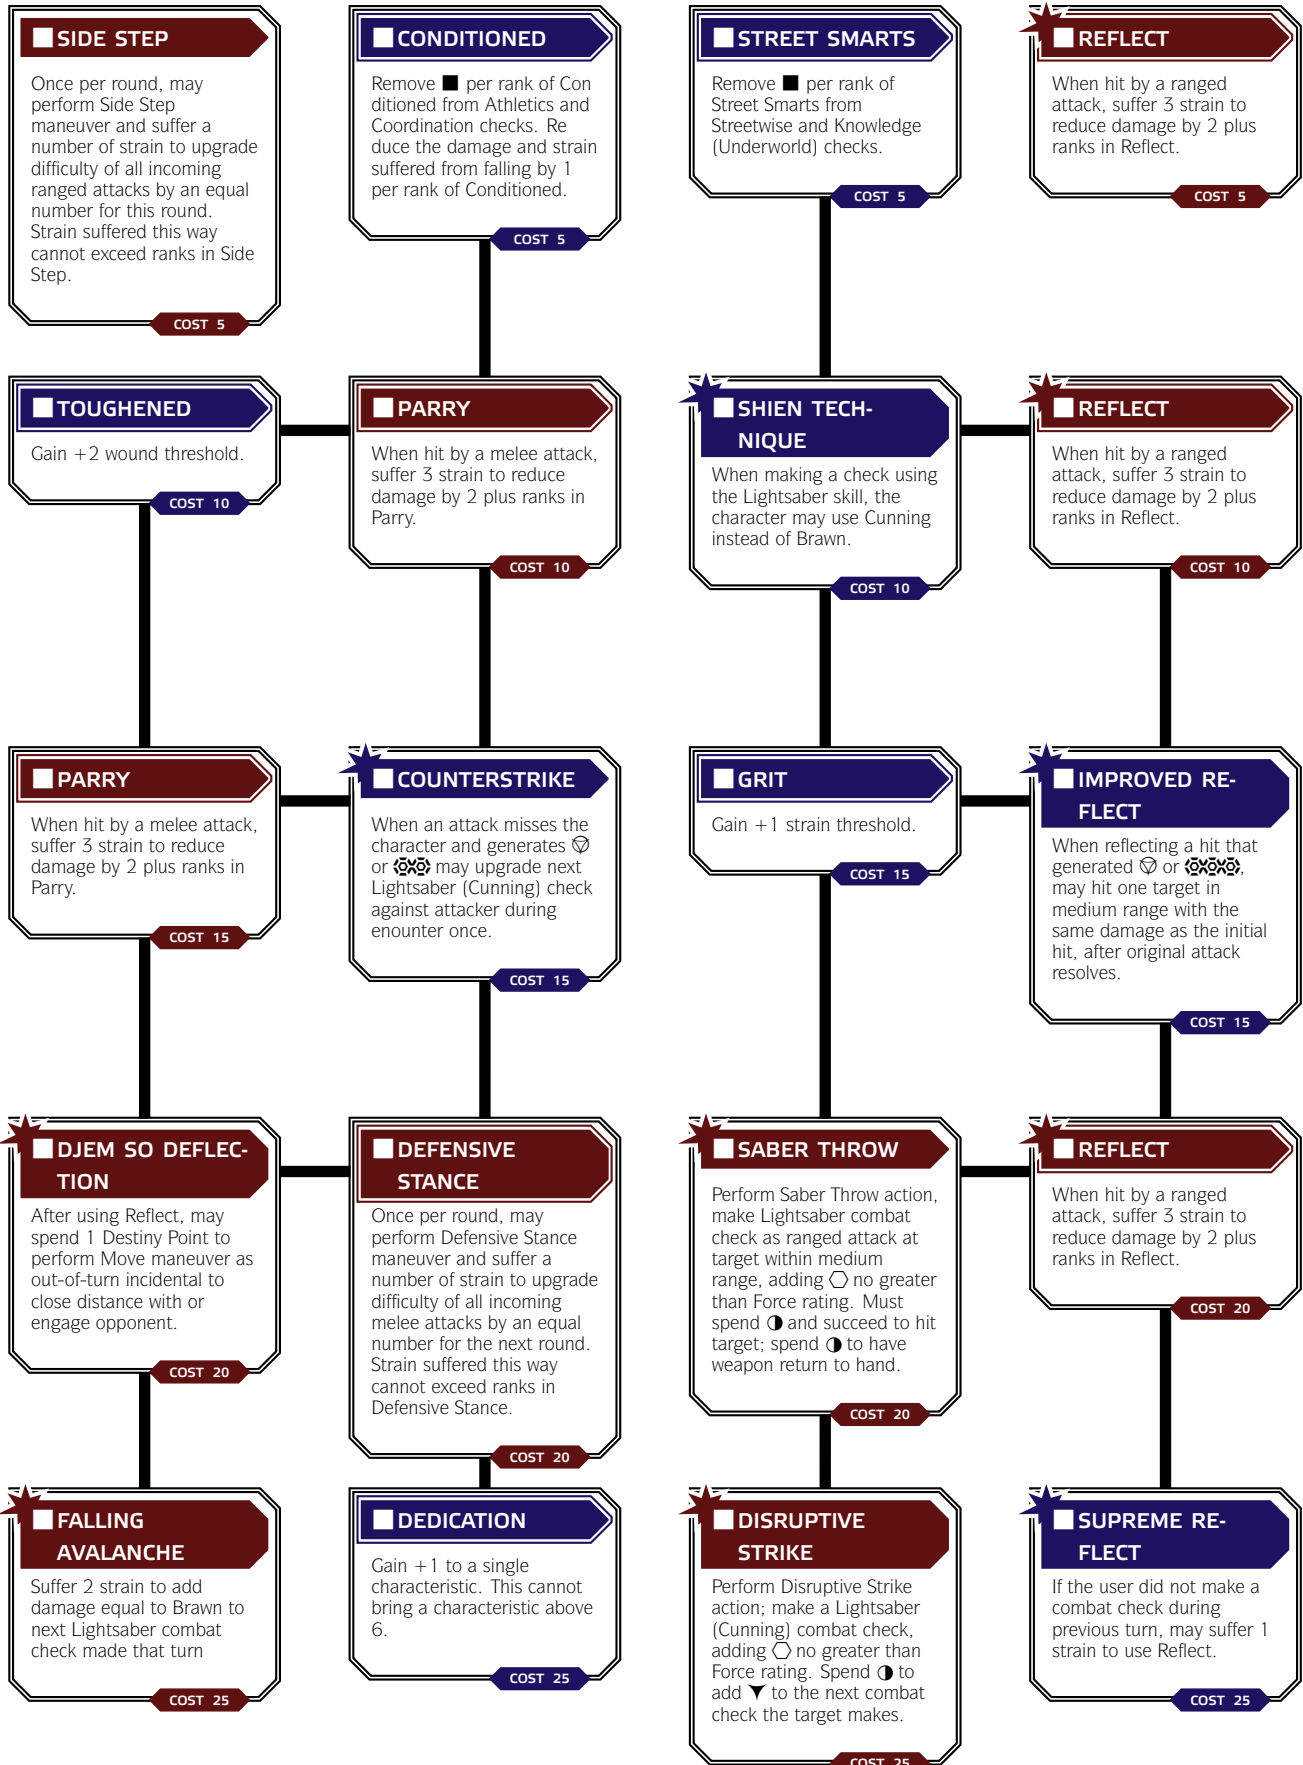 SIDE STEP
Once per round, may
perform Side Step
maneuver and suffer a
number of strain to upgrade
difficulty of all incoming
ranged attacks by an equal
number for this round.
Strain suffered this way
cannot exceed ranks in Side
Step.
COST 5
CONDITIONED
Remove ■ per rank of Con
ditioned from Athletics and
Coordination checks. Re
duce the damage and strain
suffered from falling by 1
per rank of Conditioned.
COST 5
STREET SMARTS
Remove ■ per rank of
Street Smarts from
Streetwise and Knowledge
(Underworld) checks.
COST 5
REFLECT
When hit by a ranged
attack, suffer 3 strain to
reduce damage by 2 plus
ranks in Reflect.
COST 5
TOUGHENED
Gain +2 wound threshold.
COST 10
PARRY
When hit by a melee attack,
suffer 3 strain to reduce
damage by 2 plus ranks in
Parry.
COST 10
SHIEN TECH-
NIQUE
When making a check using
the Lightsaber skill, the
character may use Cunning
instead of Brawn.
COST 10
REFLECT
When hit by a ranged
attack, suffer 3 strain to
reduce damage by 2 plus
ranks in Reflect.
COST 10
PARRY
When hit by a melee attack,
suffer 3 strain to reduce
damage by 2 plus ranks in
Parry.
COST 15
COUNTERSTRIKE
When an attack misses the
character and generates
or may upgrade next
Lightsaber (Cunning) check
against attacker during
enounter once.
COST 15
GRIT
Gain +1 strain threshold.
COST 15
IMPROVED RE-
FLECT
When reflecting a hit that
generated or ,
may hit one target in
medium range with the
same damage as the initial
hit, after original attack
resolves.
COST 15
DJEM SO DEFLEC-
TION
After using Reflect, may
spend 1 Destiny Point to
perform Move maneuver as
out-of-turn incidental to
close distance with or
engage opponent.
COST 20
DEFENSIVE
STANCE
Once per round, may
perform Defensive Stance
maneuver and suffer a
number of strain to upgrade
difficulty of all incoming
melee attacks by an equal
number for the next round.
Strain suffered this way
cannot exceed ranks in
Defensive Stance.
COST 20
SABER THROW
Perform Saber Throw action,
make Lightsaber combat
check as ranged attack at
target within medium
range, adding no greater
than Force rating. Must
spend and succeed to hit
target; spend to have
weapon return to hand.
COST 20
REFLECT
When hit by a ranged
attack, suffer 3 strain to
reduce damage by 2 plus
ranks in Reflect.
COST 20
FALLING
AVALANCHE
Suffer 2 strain to add
damage equal to Brawn to
next Lightsaber combat
check made that turn
COST 25
DEDICATION
Gain +1 to a single
characteristic. This cannot
bring a characteristic above
6.
COST 25
DISRUPTIVE
STRIKE
Perform Disruptive Strike
action; make a Lightsaber
(Cunning) combat check,
adding no greater than
Force rating. Spend to
add to the next combat
check the target makes.
COST 25
SUPREME RE-
FLECT
If the user did not make a
combat check during
previous turn, may suffer 1
strain to use Reflect.
COST 25